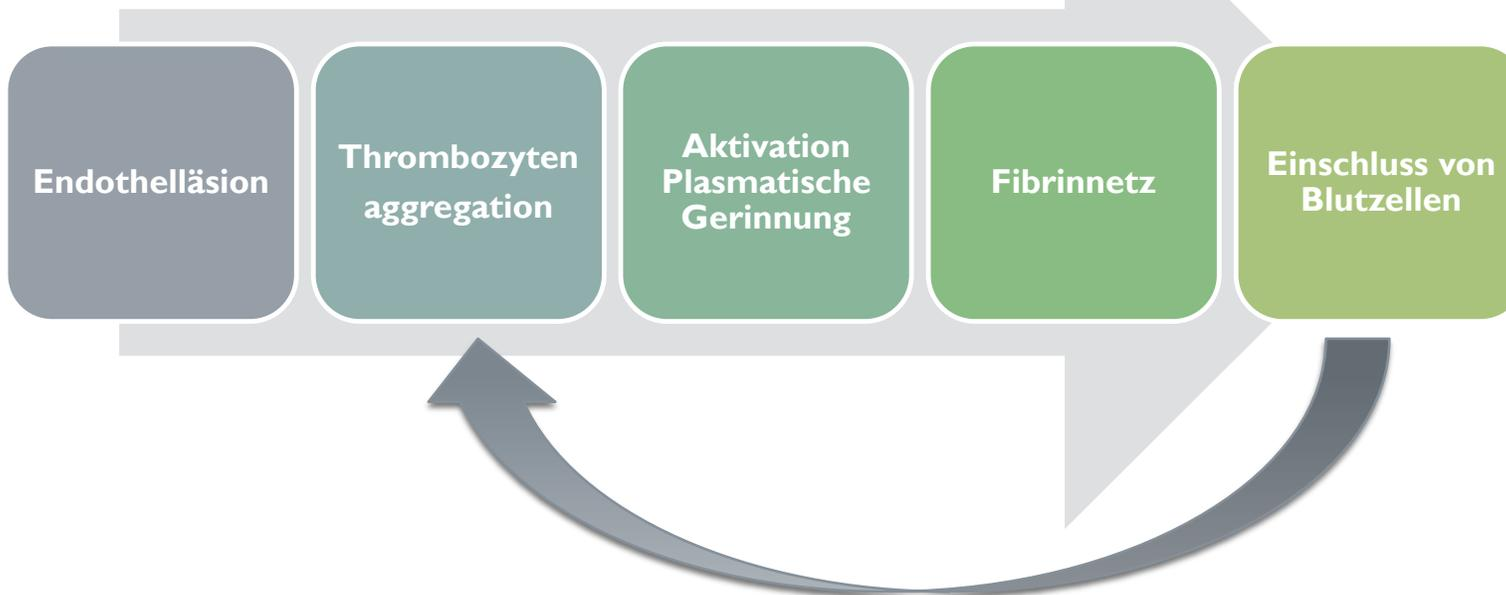 Endothelläsion
Thrombozyten
aggregation
Aktivation
Plasmatische
Gerinnung
Fibrinnetz
Einschluss von
Blutzellen